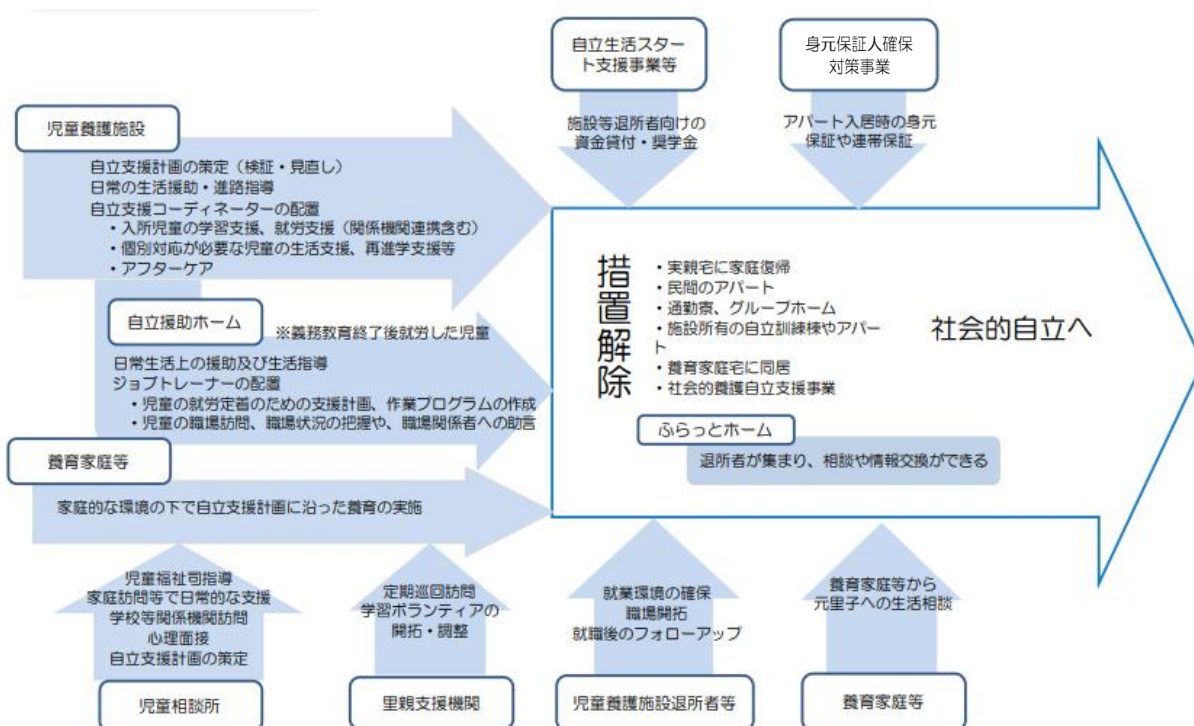 自立生活スター
ト支援事業等
身元保証人確保
対策事業
施設等退所者向けの
資金貸付・奨学金
アパート入居時の身元
保証や連帯保証
児童養護施設
自立支援計画の策定（検証・見直し）
日常の生活援助・進路指導
自立支援コーディネーターの配置
・入所児童の学習支援、就労支援（関係機関連携含む）
・個別対応が必要な児童の生活支援、再進学支援等
・アフターケア
自立援助ホーム
※義務教育終了後就労した児童
日常生活上の援助及び生活指導
ジョブトレーナーの配置
・児童の就労定着のための支援計画、作業プログラムの作成
・児童の職場訪問、職場状況の把握や、職場関係者への助言
養育家庭等
家庭的な環境の下で自立支援計画に沿った養育の実施
措置解除
・実親宅に家庭復帰
・民間のアパート
・通勤寮、グループホーム
・施設所有の自立訓練棟やアパー
ト
・養育家庭宅に同居
・社会的養護自立支援事業
社会的自立へ
ふらっとホーム
退所者が集まり、相談や情報交換ができる
児童福祉司指導
家庭訪問等で日常的な支援
学校等関係機関訪問
心理面接
自立支援計画の策定
児童相談所
定期巡回訪問
学習ボランティアの
開拓・調整
里親支援機関
就業環境の確保
職場開拓
就職後のフォローアップ
児童養護施設退所者等
養育家庭等から
元里子への生活相談
養育家庭等